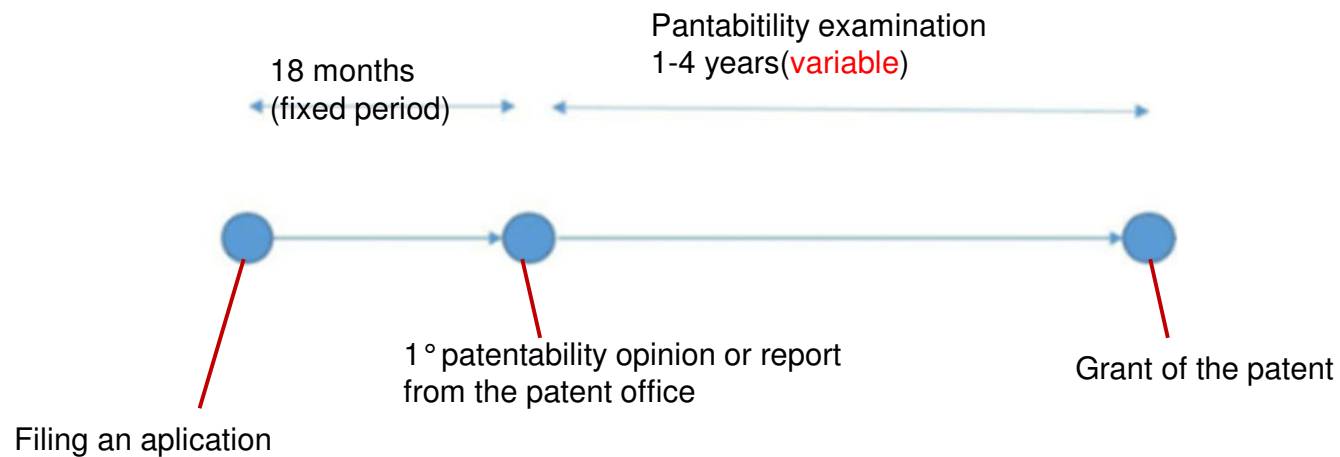 Pantabitility examination
1-4 years(variable)
18 months
(fixed period)
1° patentability opinion or report
from the patent office
Grant of the patent
Filing an aplication